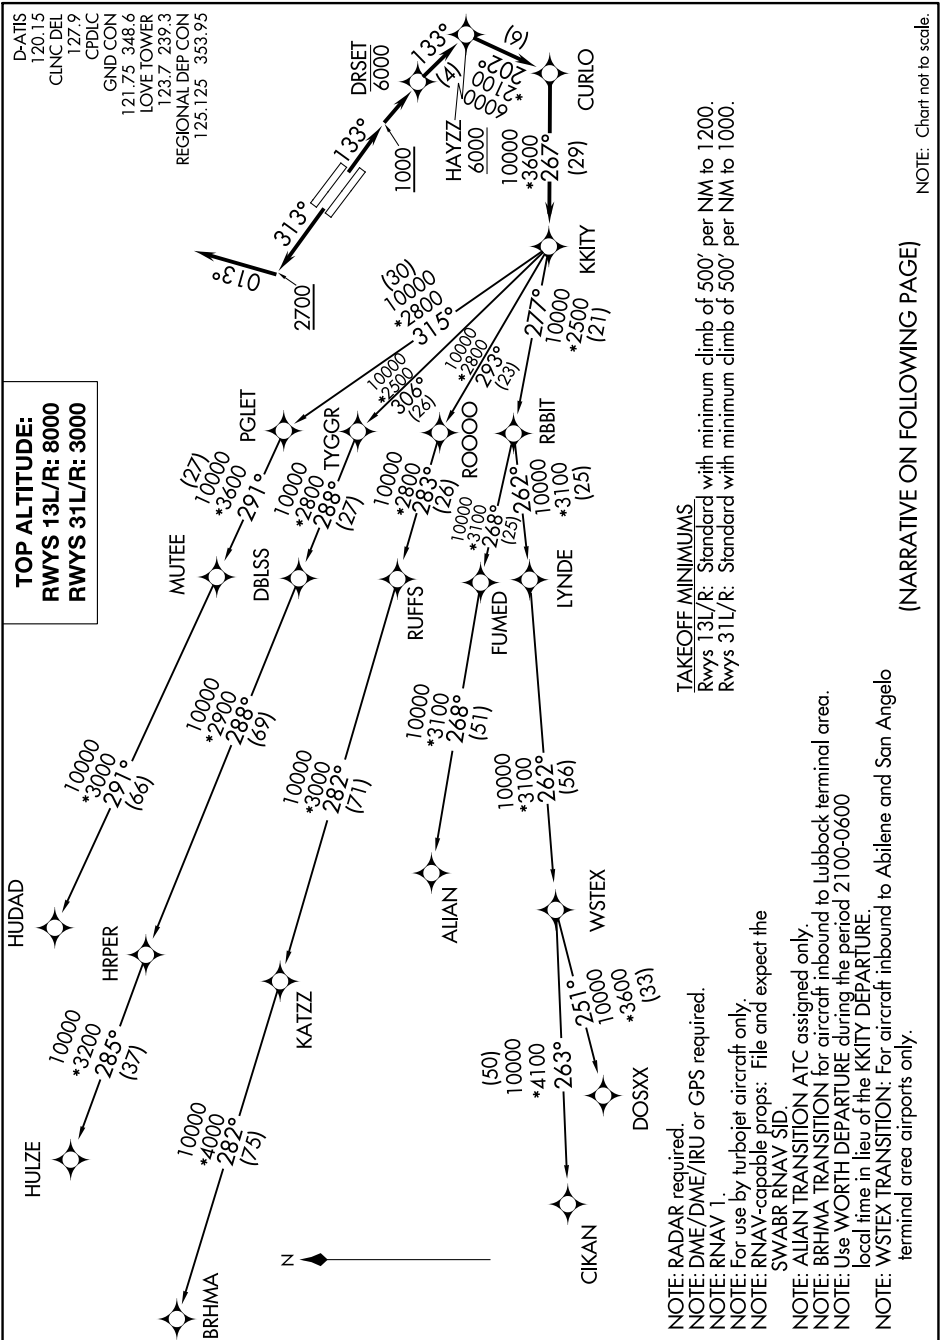 D-ATIS
120.15
CLNC DEL
127.9
CPDLC
GND CON
121.75 348.6
LOVE TOWER
123.7 239.3
REGIONAL DEP CON
125.125 353.95
TOP ALTITUDE:
RWYS 13L/R: 8000
RWYS 31L/R: 3000
013°
2700
313°
133°
1000
DRSET
6000
133°
(4)
HAYZZ
6000
6000
*2100
202°
(9)
CURLO
10000
*3600
267°
(29)
KKITY
(30)
10000
*2800
315°
PGLET
(27)
10000
*3600
291°
MUTEE
10000
*3000
291°
(66)
HUDAD
10000
*2500
306°
(26)
TYGGR
10000
*2800
288°
(27)
DBLSS
10000
*2900
288°
(69)
HRPER
10000
*3200
285°
(37)
HULZE
10000
*2800
293°
(23)
ROOOO
10000
*2800
283°
(26)
RUFFS
10000
*3000
282°
(71)
KATZZ
10000
*4000
282°
(75)
BRHMA
277°
10000
*2500
(21)
RBBIT
10000
*3100
268°
(25)
FUMED
10000
*3100
268°
(51)
ALIAN
262°
10000
*3100
(25)
LYNDE
10000
*3100
262°
(56)
WSTEX
251°
10000
*3600
(33)
DOSXX
(50)
10000
*4100
263°
CIKAN
N
TAKEOFF MINIMUMS
Rwys 13L/R: Standard with minimum climb of 500' per NM to 1200.
Rwys 31L/R: Standard with minimum climb of 500' per NM to 1000.
NOTE: RADAR required.
NOTE: DME/DME/IRU or GPS required.
NOTE: RNAV 1.
NOTE: For use by turbojet aircraft only.
NOTE: RNAV-capable props: File and expect the
SWABR RNAV SID.
NOTE: ALIAN TRANSITION ATC assigned only.
NOTE: BRHMA TRANSITION for aircraft inbound to Lubbock terminal area.
NOTE: Use WORTH DEPARTURE during the period 2100-0600
local time in lieu of the KKITY DEPARTURE.
NOTE: WSTEX TRANSITION: For aircraft inbound to Abilene and San Angelo
terminal area airports only.
(NARRATIVE ON FOLLOWING PAGE)
NOTE: Chart not to scale.